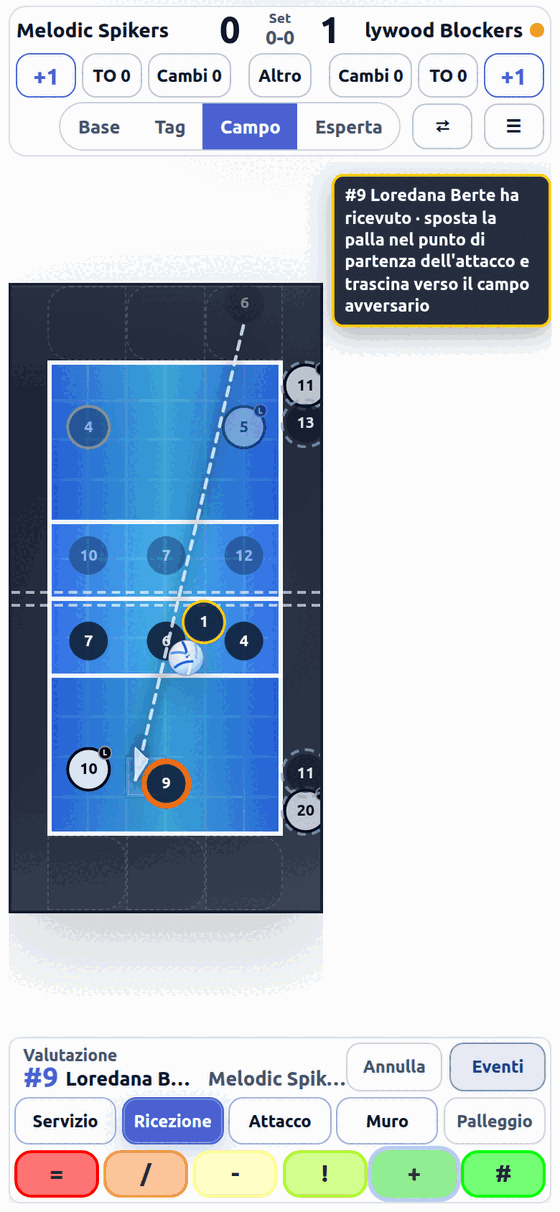 Melodic Spikers 0 Set 0-0 1 lywood Blockers
+1 TO 0 Cambi 0 Altro Cambi 0 TO 0 +1
Base Tag Campo Esperta ⇄ ☰
#9 Loredana Berte ha
ricevuto · sposta la
palla nel punto di
partenza dell'attacco e
trascina verso il campo
avversario
6
11
13
4 5 L
10 7 12
1
7 6 4
10 L 9 11
20
Valutazione
#9 Loredana B... Melodic Spik... Annulla Eventi
Servizio Ricezione Attacco Muro Palleggio
= / - ! + #